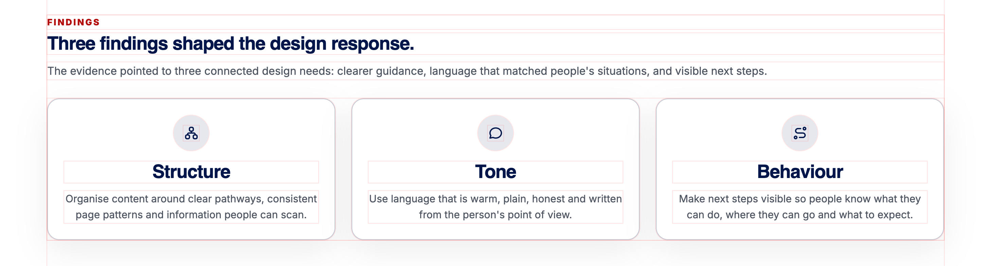 FINDINGS
Three findings shaped the design response.
The evidence pointed to three connected design needs: clearer guidance, language that matched people's situations, and visible next steps.
Structure
Organise content around clear pathways, consistent
page patterns and information people can scan.
Tone
Use language that is warm, plain, honest and written
from the person's point of view.
Behaviour
Make next steps visible so people know what they
can do, where they can go and what to expect.